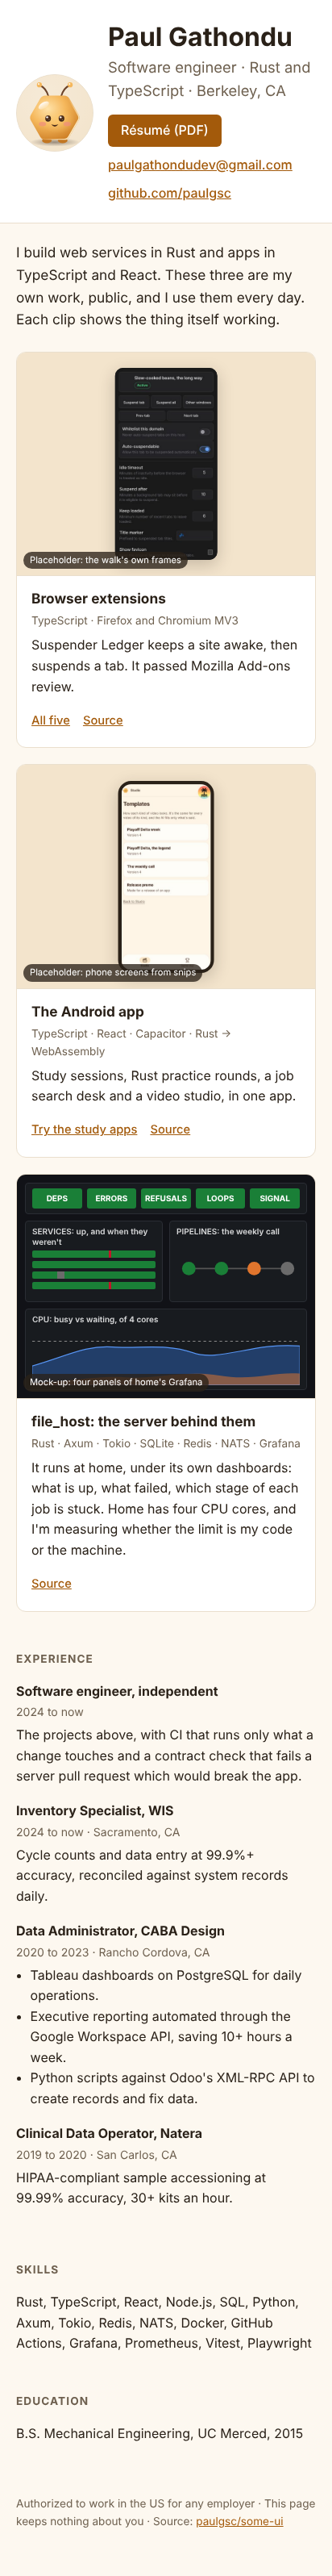 Paul Gathondu
Software engineer · Rust and
TypeScript · Berkeley, CA
Résumé (PDF)
paulgathondudev@gmail.com
github.com/paulgsc
I build web services in Rust and apps in
TypeScript and React. These three are my
own work, public, and I use them every day.
Each clip shows the thing itself working.
Slow-cooked beans, the long way
Suspend tab
Suspend all
Other windows
Prev tab
Next tab
Whitelist this domain
Auto-suspendable
Idle timeout
Suspend after
Keep minimum
Title marker
Show favicon
Placeholder: the walk's own frames
Browser extensions
TypeScript · Firefox and Chromium MV3
Suspender Ledger keeps a site awake, then
suspends a tab. It passed Mozilla Add-ons
review.
All five Source
Templates
Playoff Delta week
Playoff Delta, the legend
The weekly call
Release promo
Placeholder: phone screens from snips
The Android app
TypeScript · React · Capacitor · Rust →
WebAssembly
Study sessions, Rust practice rounds, a job
search desk and a video studio, in one app.
Try the study apps Source
DEPS ERRORS REFUSALS LOOPS SIGNAL
SERVICES: up, and when they
weren't
PIPELINES: the weekly call
CPU: busy vs waiting, of 4 cores
Mock-up: four panels of home's Grafana
file_host: the server behind them
Rust · Axum · Tokio · SQLite · Redis · NATS · Grafana
It runs at home, under its own dashboards:
what is up, what failed, which stage of each
job is stuck. Home has four CPU cores, and
I'm measuring whether the limit is my code
or the machine.
Source
EXPERIENCE
Software engineer, independent
2024 to now
The projects above, with CI that runs only what a
change touches and a contract check that fails a
server pull request which would break the app.
Inventory Specialist, WIS
2024 to now · Sacramento, CA
Cycle counts and data entry at 99.9%+
accuracy, reconciled against system records
daily.
Data Administrator, CABA Design
2020 to 2023 · Rancho Cordova, CA
• Tableau dashboards on PostgreSQL for daily
operations.
• Executive reporting automated through the
Google Workspace API, saving 10+ hours a
week.
• Python scripts against Odoo's XML-RPC API to
create records and fix data.
Clinical Data Operator, Natera
2019 to 2020 · San Carlos, CA
HIPAA-compliant sample accessioning at
99.99% accuracy, 30+ kits an hour.
SKILLS
Rust, TypeScript, React, Node.js, SQL, Python,
Axum, Tokio, Redis, NATS, Docker, GitHub
Actions, Grafana, Prometheus, Vitest, Playwright
EDUCATION
B.S. Mechanical Engineering, UC Merced, 2015
Authorized to work in the US for any employer · This page
keeps nothing about you · Source: paulgsc/some-ui